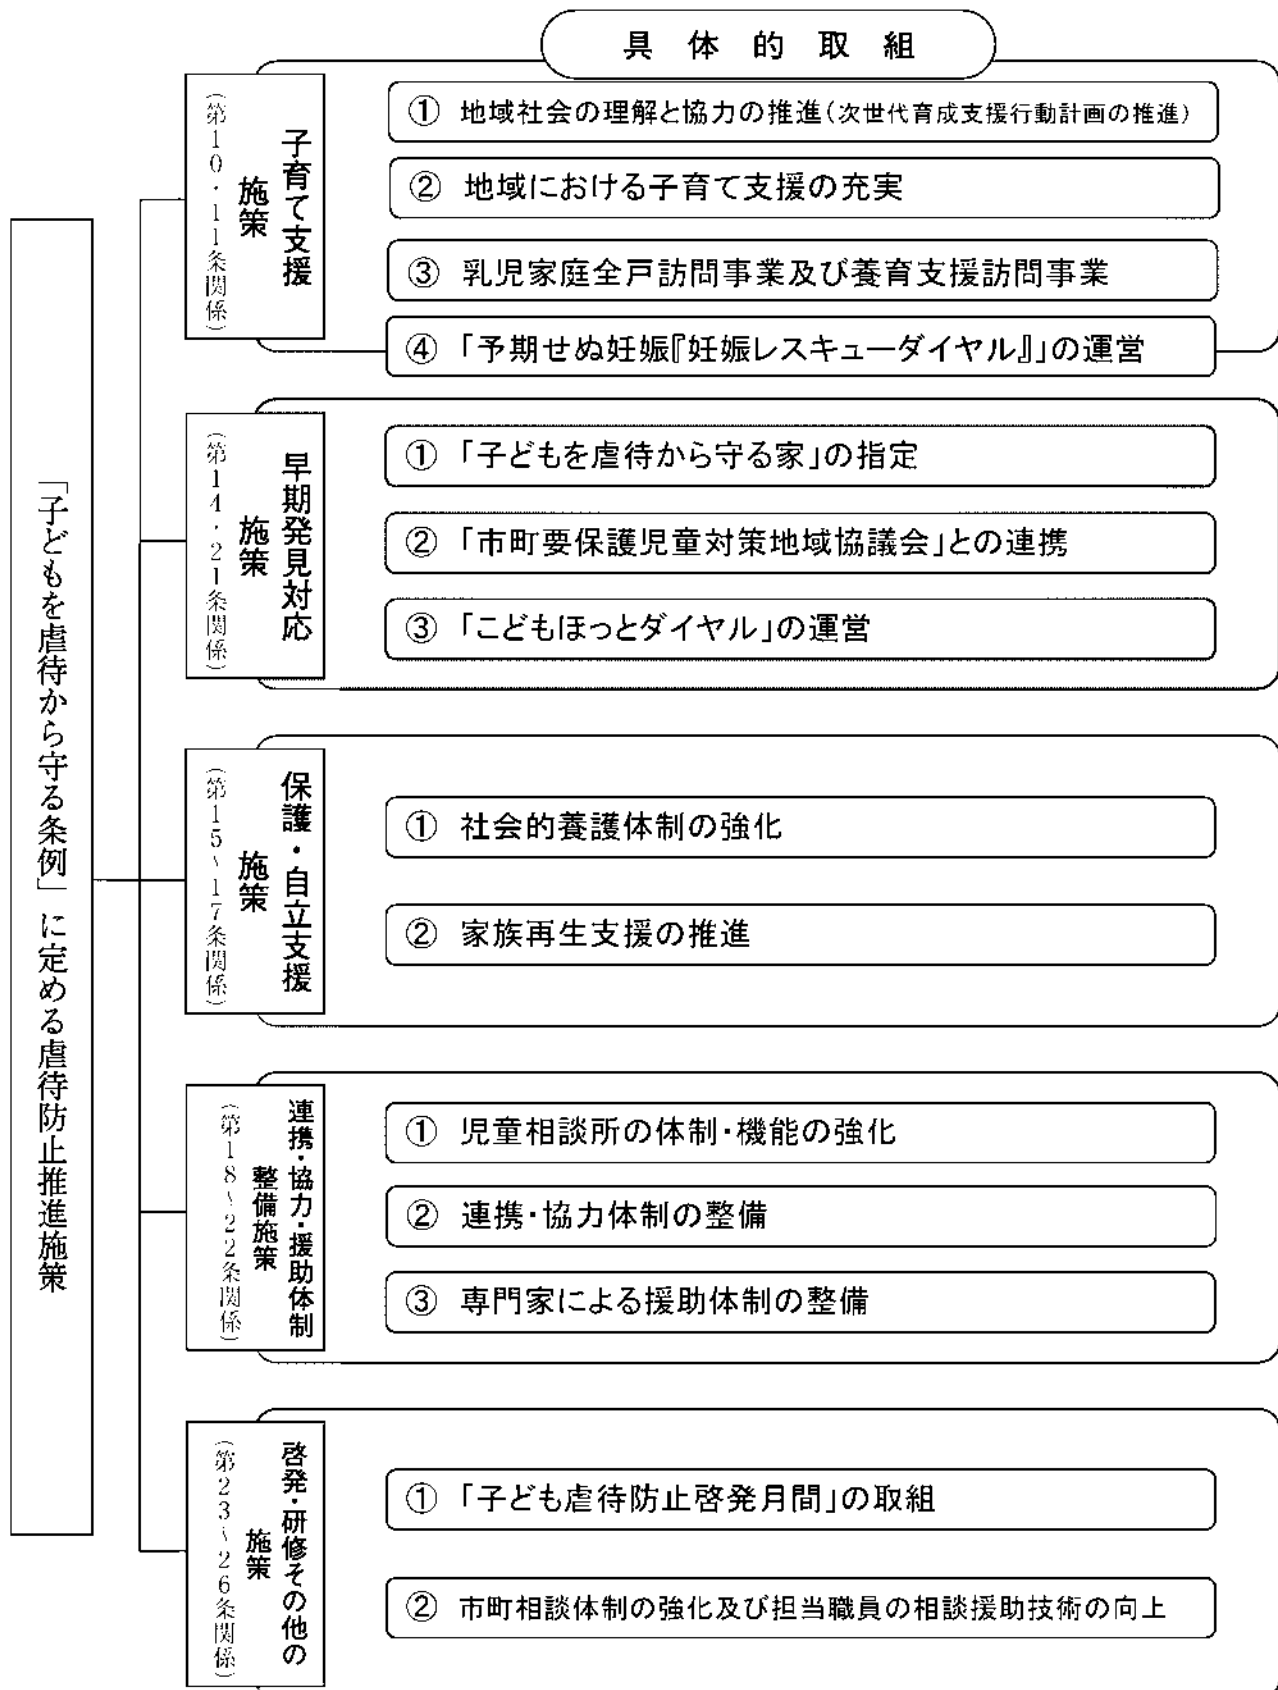 具体的取組
「子どもを虐待から守る条例」に定める虐待防止推進施策
子育て支援
施策
（第10・11条関係）
① 地域社会の理解と協力の推進（次世代育成支援行動計画の推進）
② 地域における子育て支援の充実
③ 乳児家庭全戸訪問事業及び養育支援訪問事業
④ 「予期せぬ妊娠『妊娠レスキューダイヤル』」の運営
早期発見対応
施策
（第14・21条関係）
① 「子どもを虐待から守る家」の指定
② 「市町要保護児童対策地域協議会」との連携
③ 「こどもほっとダイヤル」の運営
保護・自立支援
施策
（第15～17条関係）
① 社会的養護体制の強化
② 家族再生支援の推進
連携・協力・援助体制
整備施策
（第18～22条関係）
① 児童相談所の体制・機能の強化
② 連携・協力体制の整備
③ 専門家による援助体制の整備
啓発・研修その他の
施策
（第23～26条関係）
① 「子ども虐待防止啓発月間」の取組
② 市町相談体制の強化及び担当職員の相談援助技術の向上